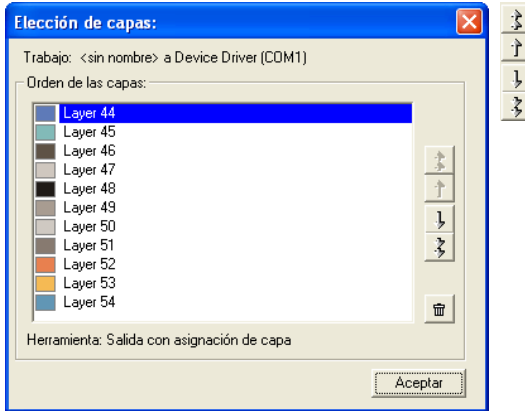 Elección de capas:
Trabajo: <sin nombre> a Device Driver (COM1)
Orden de las capas:
Layer 44
Layer 45
Layer 46
Layer 47
Layer 48
Layer 49
Layer 50
Layer 51
Layer 52
Layer 53
Layer 54
Herramienta: Salida con asignación de capa
Aceptar